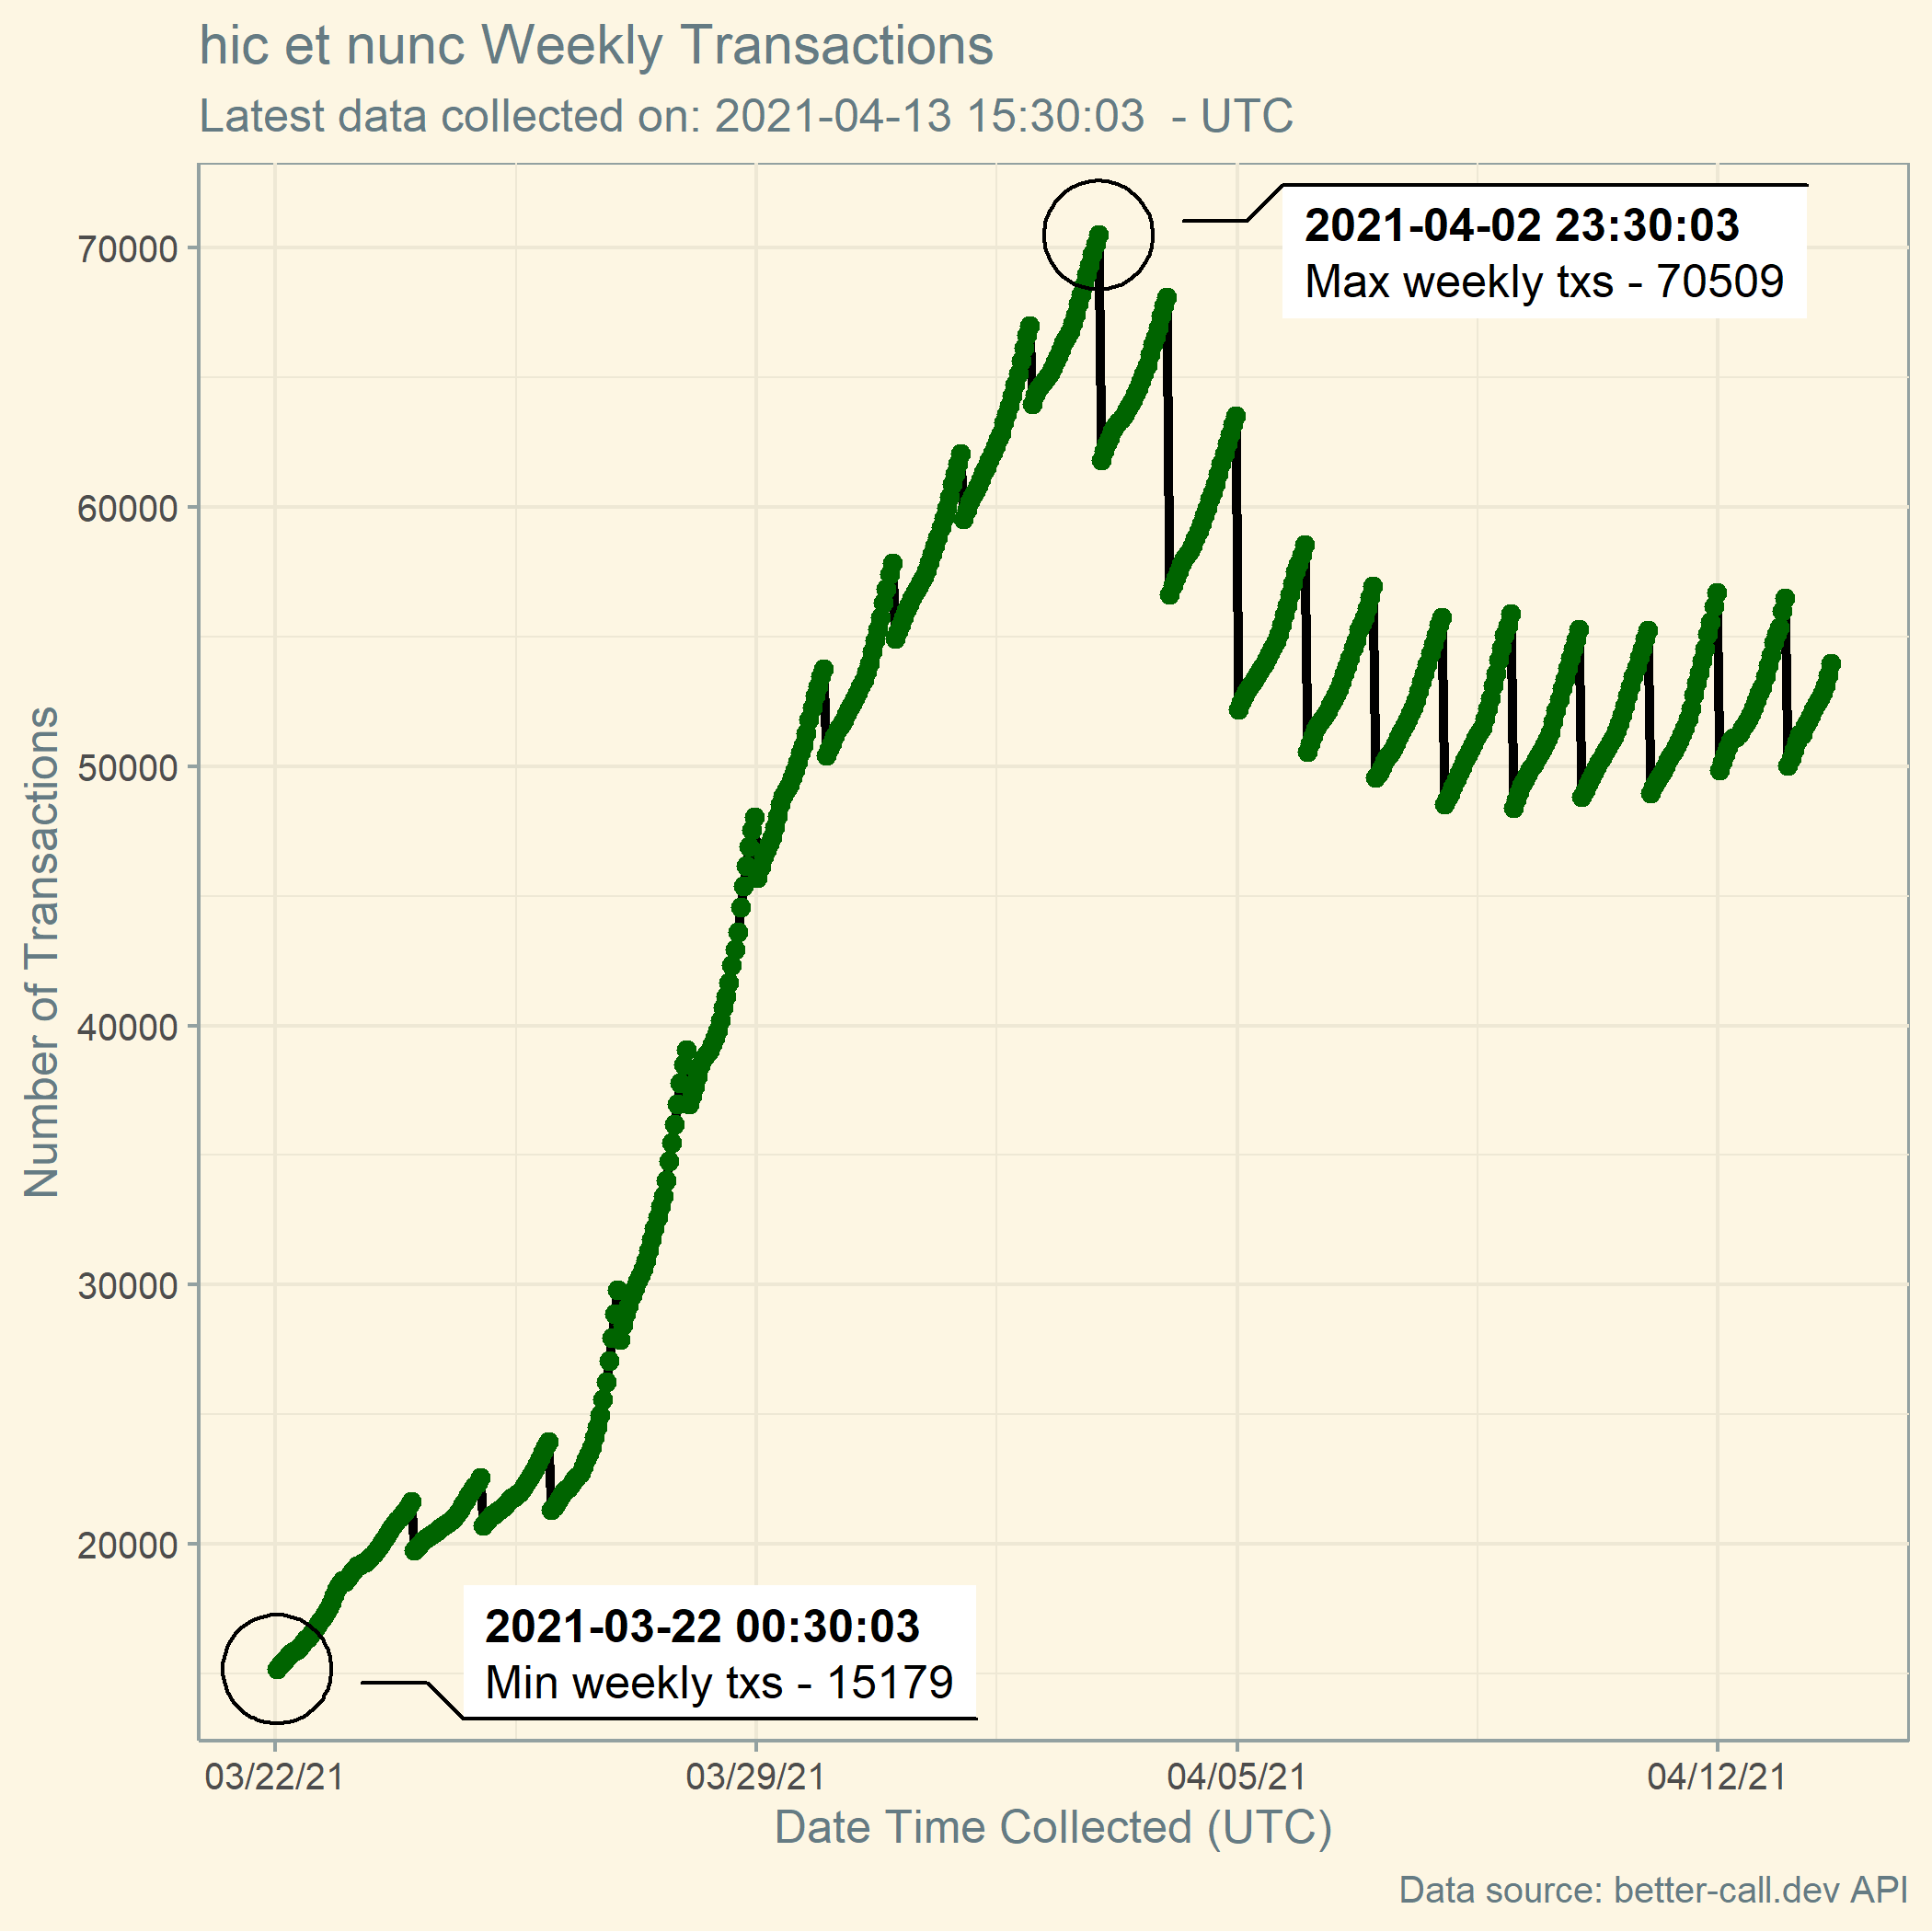 hic et nunc Weekly Transactions
Latest data collected on: 2021-04-13 15:30:03  - UTC
2021-04-02 23:30:03
Max weekly txs - 70509
70000
60000
50000
40000
30000
20000
Number of Transactions
2021-03-22 00:30:03
Min weekly txs - 15179
03/22/21
03/29/21
04/05/21
04/12/21
Date Time Collected (UTC)
Data source: better-call.dev API